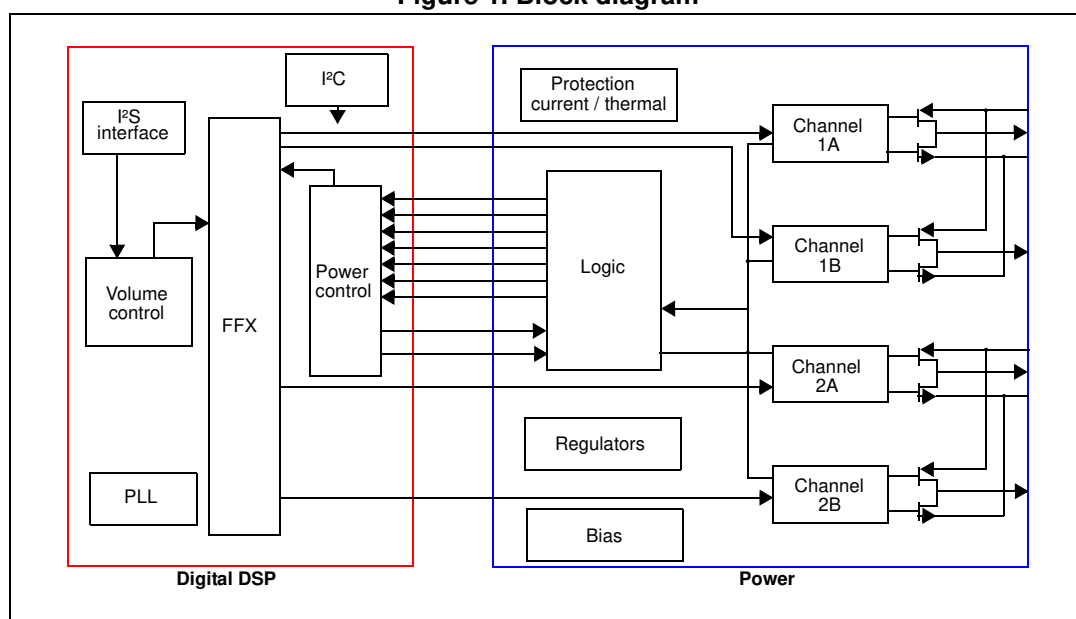 Figure 1. Block diagram
I²C
I²S
interface
Volume
control
FFX
Power
control
PLL
Digital DSP
Protection
current / thermal
Logic
Regulators
Bias
Channel
1A
Channel
1B
Channel
2A
Channel
2B
Power